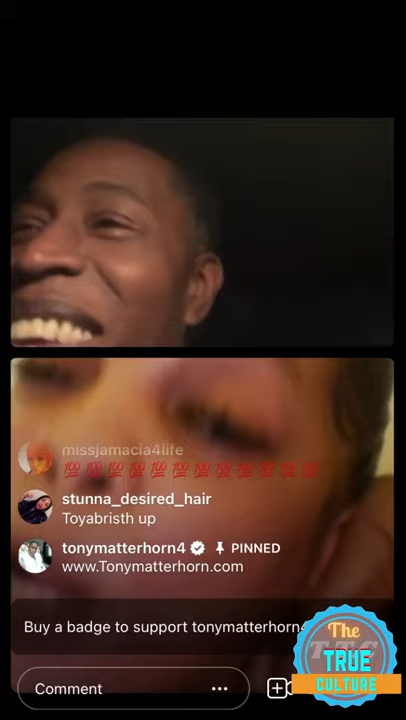 missjamacia4life
💯💯💯💯💯💯💯💯💯💯💯💯
stunna_desired_hair
Toyabristh up
tonymatterhorn4 PINNED
www.Tonymatterhorn.com
Buy a badge to support tonymatterhorn4
Comment
The
TRUE
CULTURE